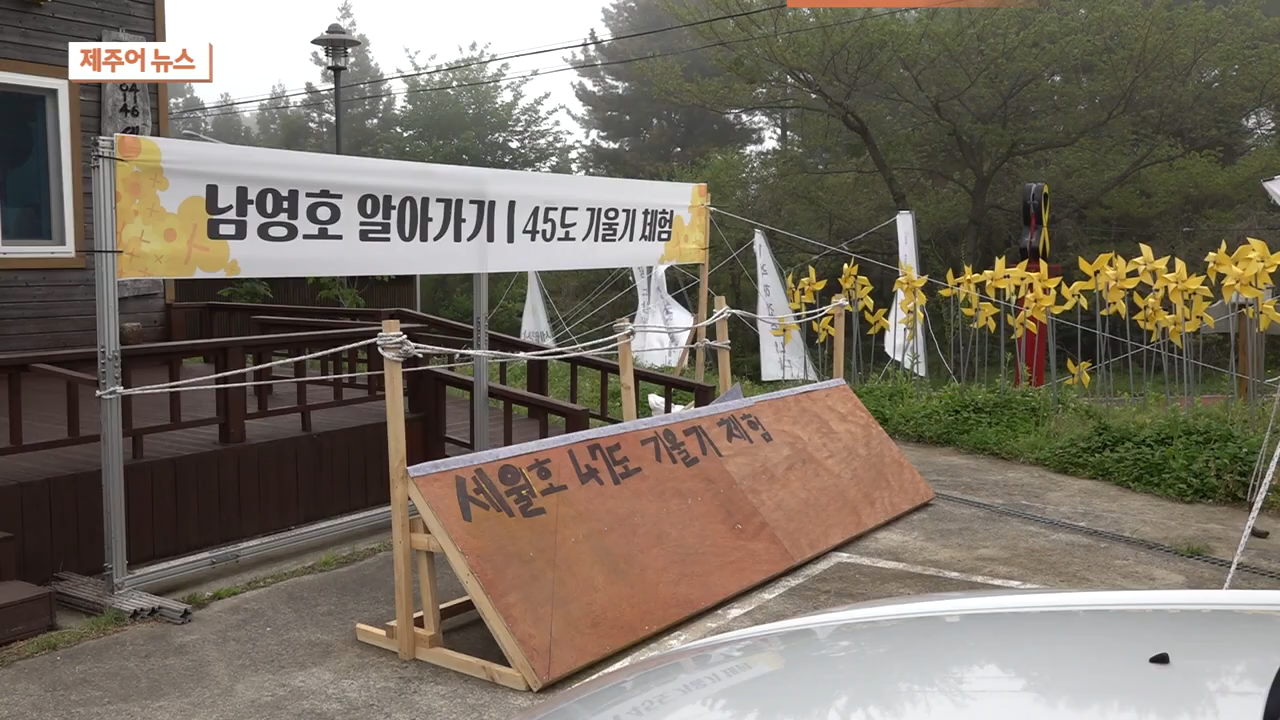 제주어 뉴스
남영호 알아가기 | 45도 기울기 체험
세월호 47도 기울기 체험